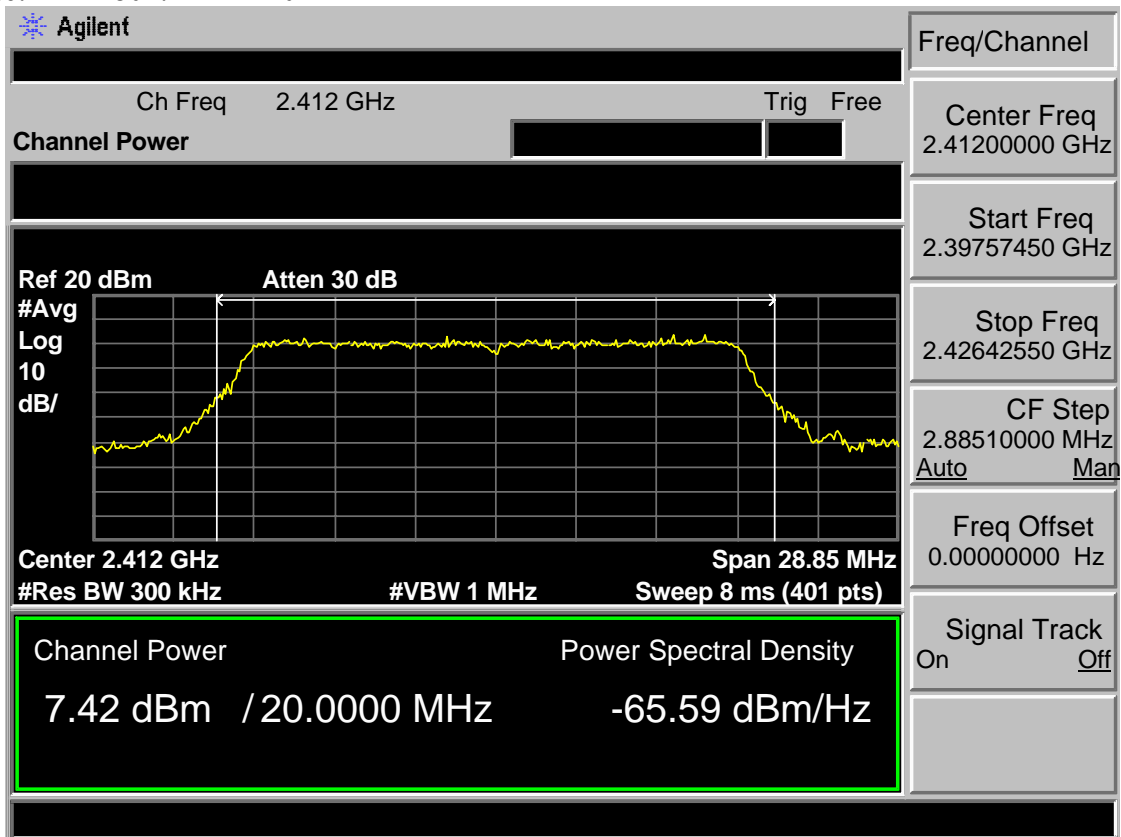 Agilent
Freq/Channel
Ch Freq 2.412 GHz Trig Free
Channel Power
Center Freq
2.41200000 GHz
Start Freq
2.39757450 GHz
Stop Freq
2.42642550 GHz
CF Step
2.88510000 MHz
Auto Man
Freq Offset
0.00000000 Hz
Signal Track
On Off
Ref 20 dBm Atten 30 dB
#Avg
Log
10
dB/
Center 2.412 GHz Span 28.85 MHz
#Res BW 300 kHz #VBW 1 MHz Sweep 8 ms (401 pts)
Channel Power Power Spectral Density
7.42 dBm / 20.0000 MHz -65.59 dBm/Hz